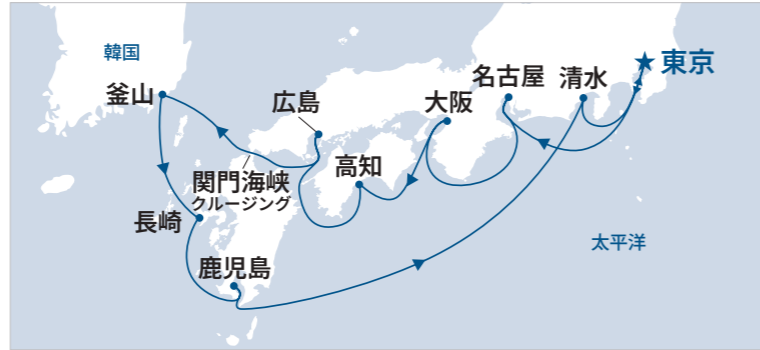 韓国
釜山
広島
大阪
名古屋
清水
東京
高知
関門海峡
クルージング
長崎
鹿児島
太平洋